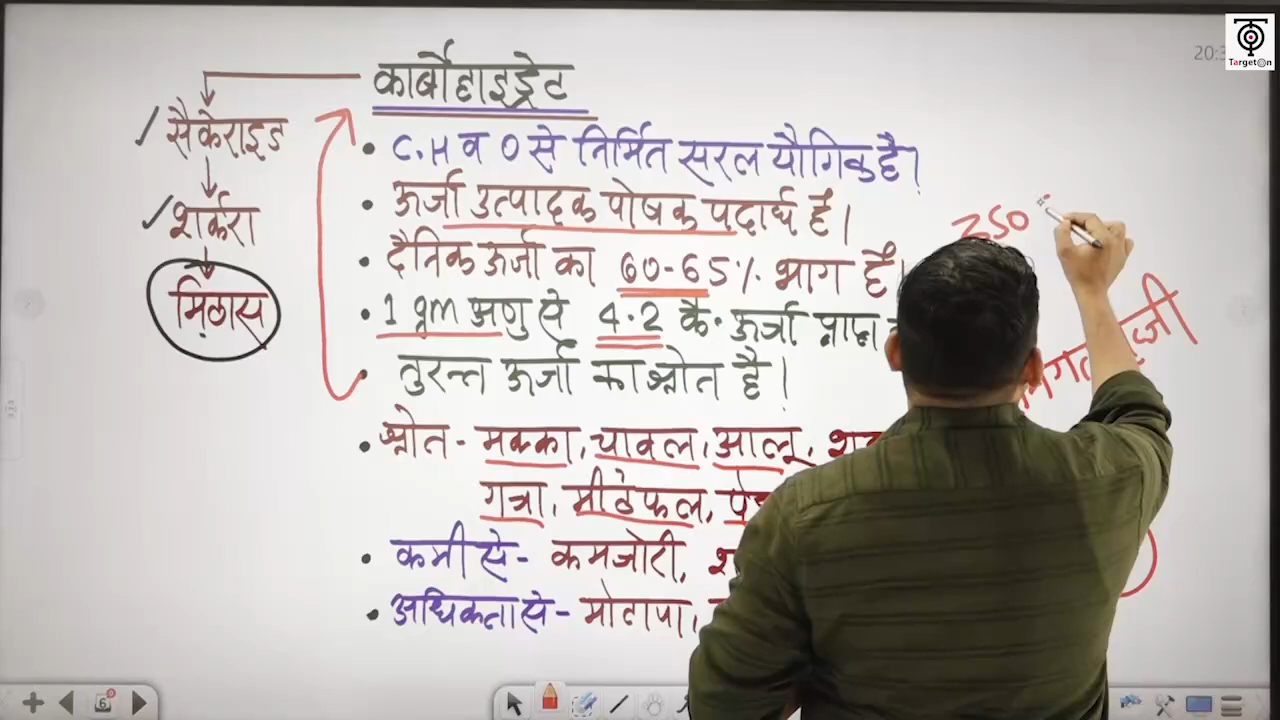 TargetOn
कार्बोहाइड्रेट
सैकेराइड
शर्करा
मिठास
• C.H व O से निर्मित सरल यौगिक है।
• ऊर्जा उत्पादक पोषक पदार्थ है।
• दैनिक ऊर्जा का 60-65% भाग है।
• 1 gm अणु से 4.2 कै. ऊर्जा प्राप्त
• तुरन्त ऊर्जा का स्रोत है।
• स्रोत - मक्का, चावल, आलू,
गन्ना, मीठे फल,
• कमी से - कमजोरी,
• अधिकता से - मोटापा,
350
6